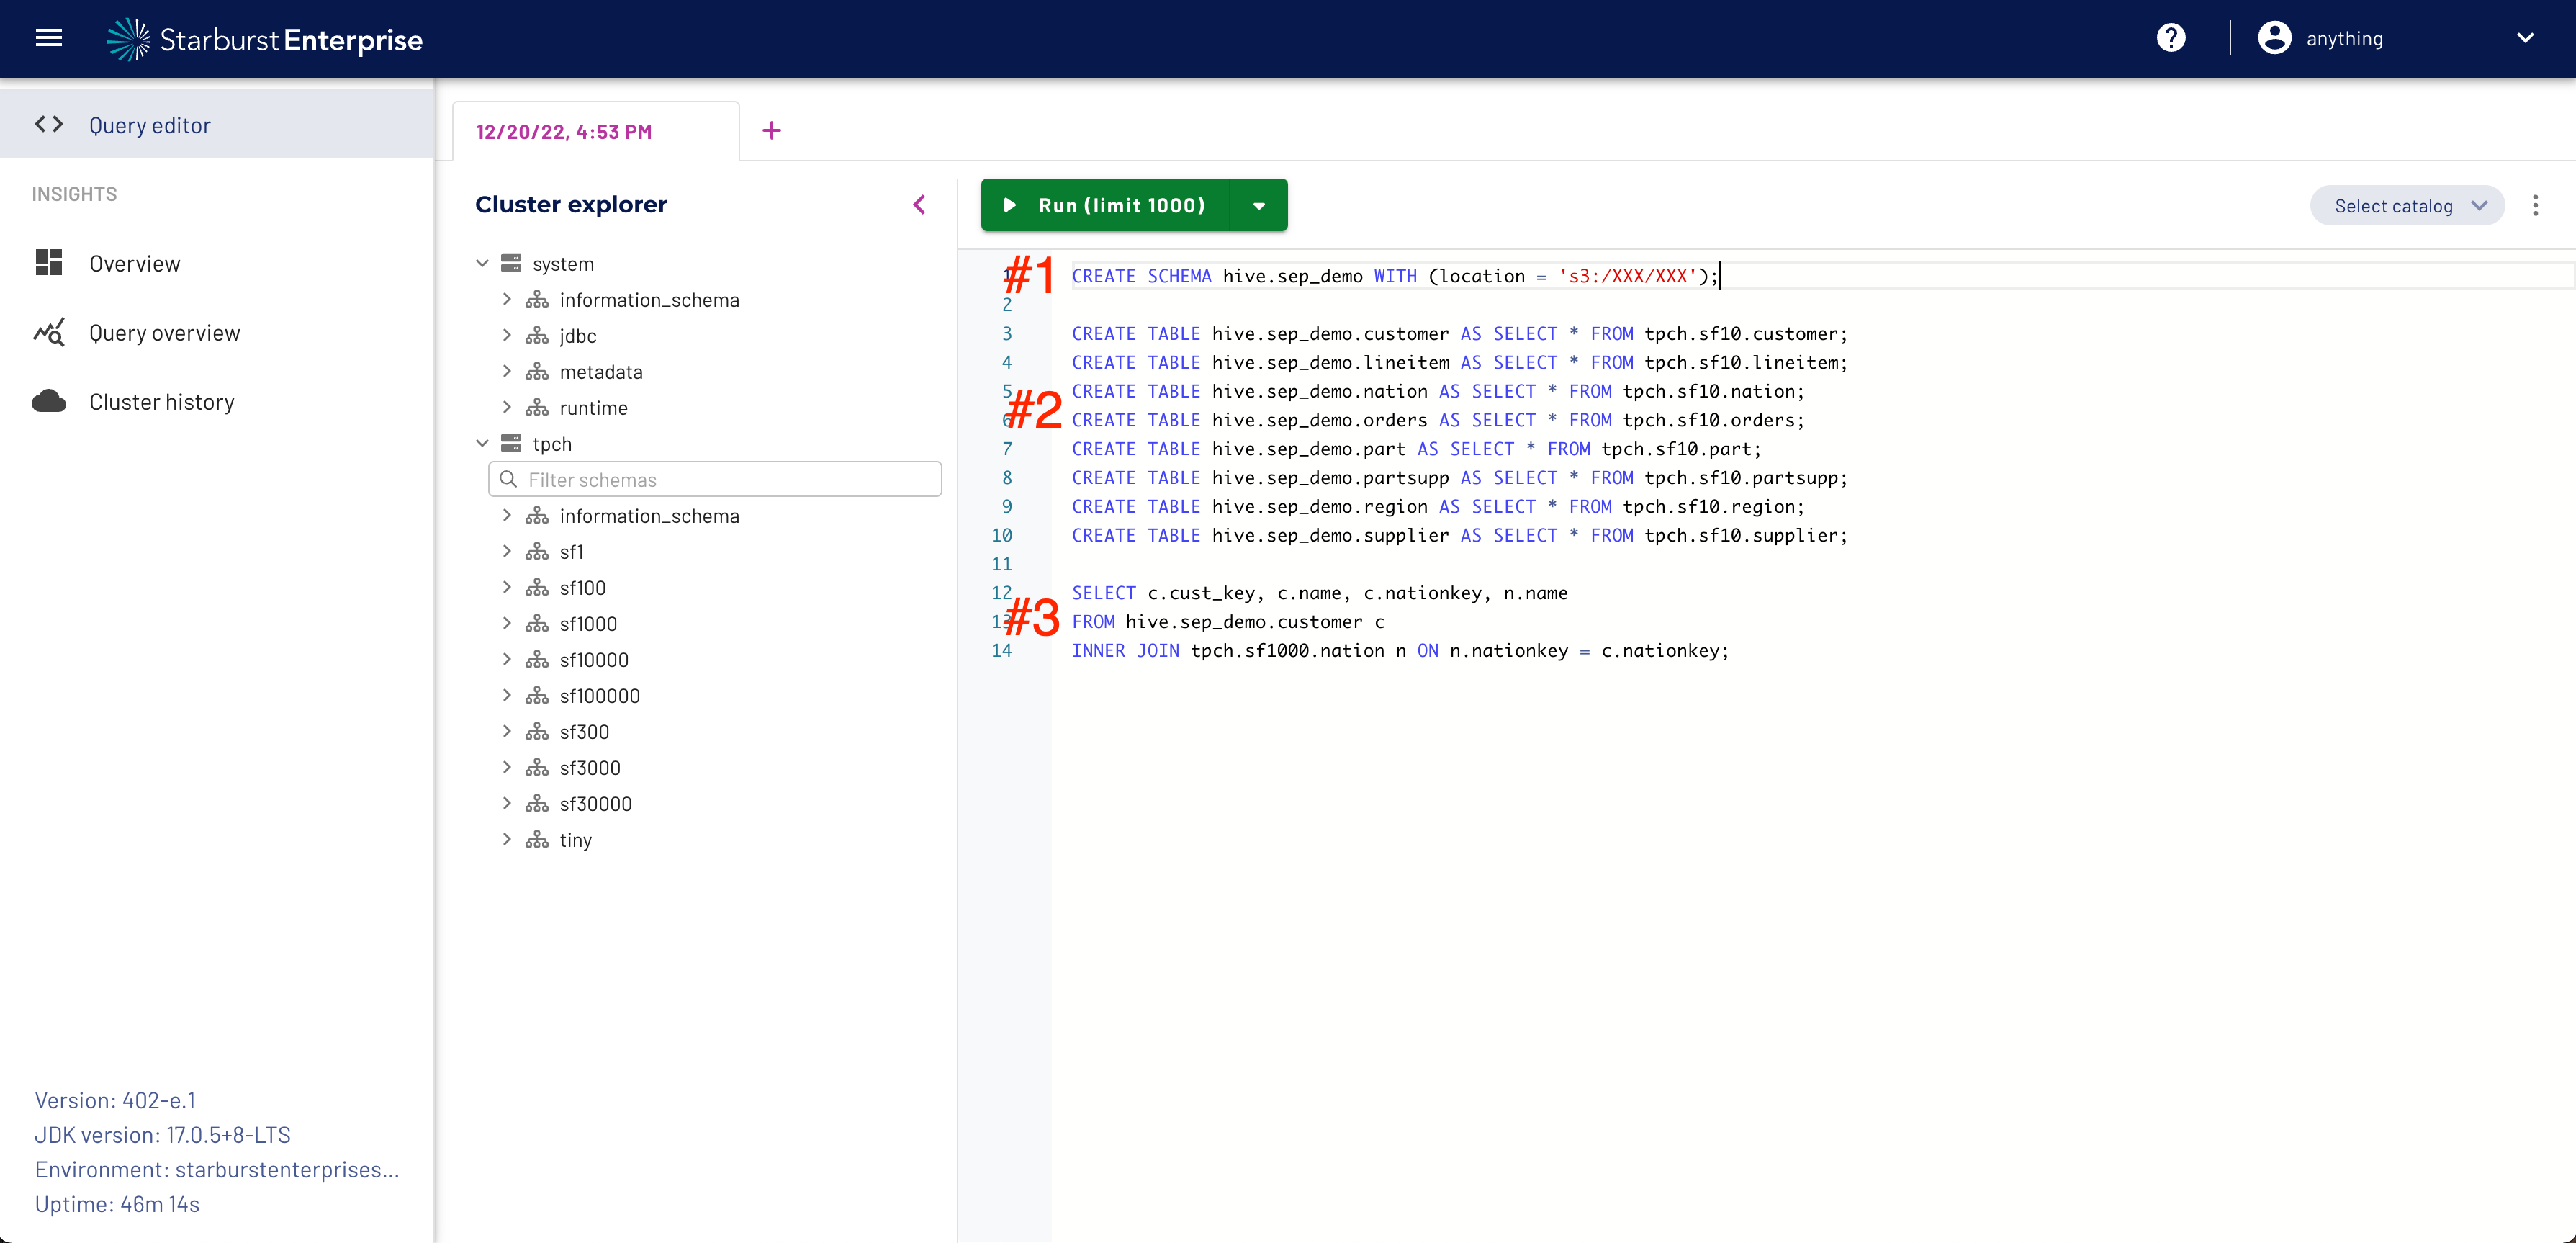 Starburst Enterprise
anything
Query editor
INSIGHTS
Overview
Query overview
Cluster history
Version: 402-e.1
JDK version: 17.0.5+8-LTS
Environment: starburstenterprises...
Uptime: 46m 14s
12/20/22, 4:53 PM
+
Cluster explorer
system
information_schema
jdbc
metadata
runtime
tpch
Filter schemas
information_schema
sf1
sf100
sf1000
sf10000
sf100000
sf300
sf3000
sf30000
tiny
Run (limit 1000)
Select catalog
1 #1 CREATE SCHEMA hive.sep_demo WITH (location = 's3:/XXX/XXX');
2
3 CREATE TABLE hive.sep_demo.customer AS SELECT * FROM tpch.sf10.customer;
4 CREATE TABLE hive.sep_demo.lineitem AS SELECT * FROM tpch.sf10.lineitem;
5 CREATE TABLE hive.sep_demo.nation AS SELECT * FROM tpch.sf10.nation;
6 #2 CREATE TABLE hive.sep_demo.orders AS SELECT * FROM tpch.sf10.orders;
7 CREATE TABLE hive.sep_demo.part AS SELECT * FROM tpch.sf10.part;
8 CREATE TABLE hive.sep_demo.partsupp AS SELECT * FROM tpch.sf10.partsupp;
9 CREATE TABLE hive.sep_demo.region AS SELECT * FROM tpch.sf10.region;
10 CREATE TABLE hive.sep_demo.supplier AS SELECT * FROM tpch.sf10.supplier;
11
12 SELECT c.cust_key, c.name, c.nationkey, n.name
13 #3 FROM hive.sep_demo.customer c
14 INNER JOIN tpch.sf1000.nation n ON n.nationkey = c.nationkey;